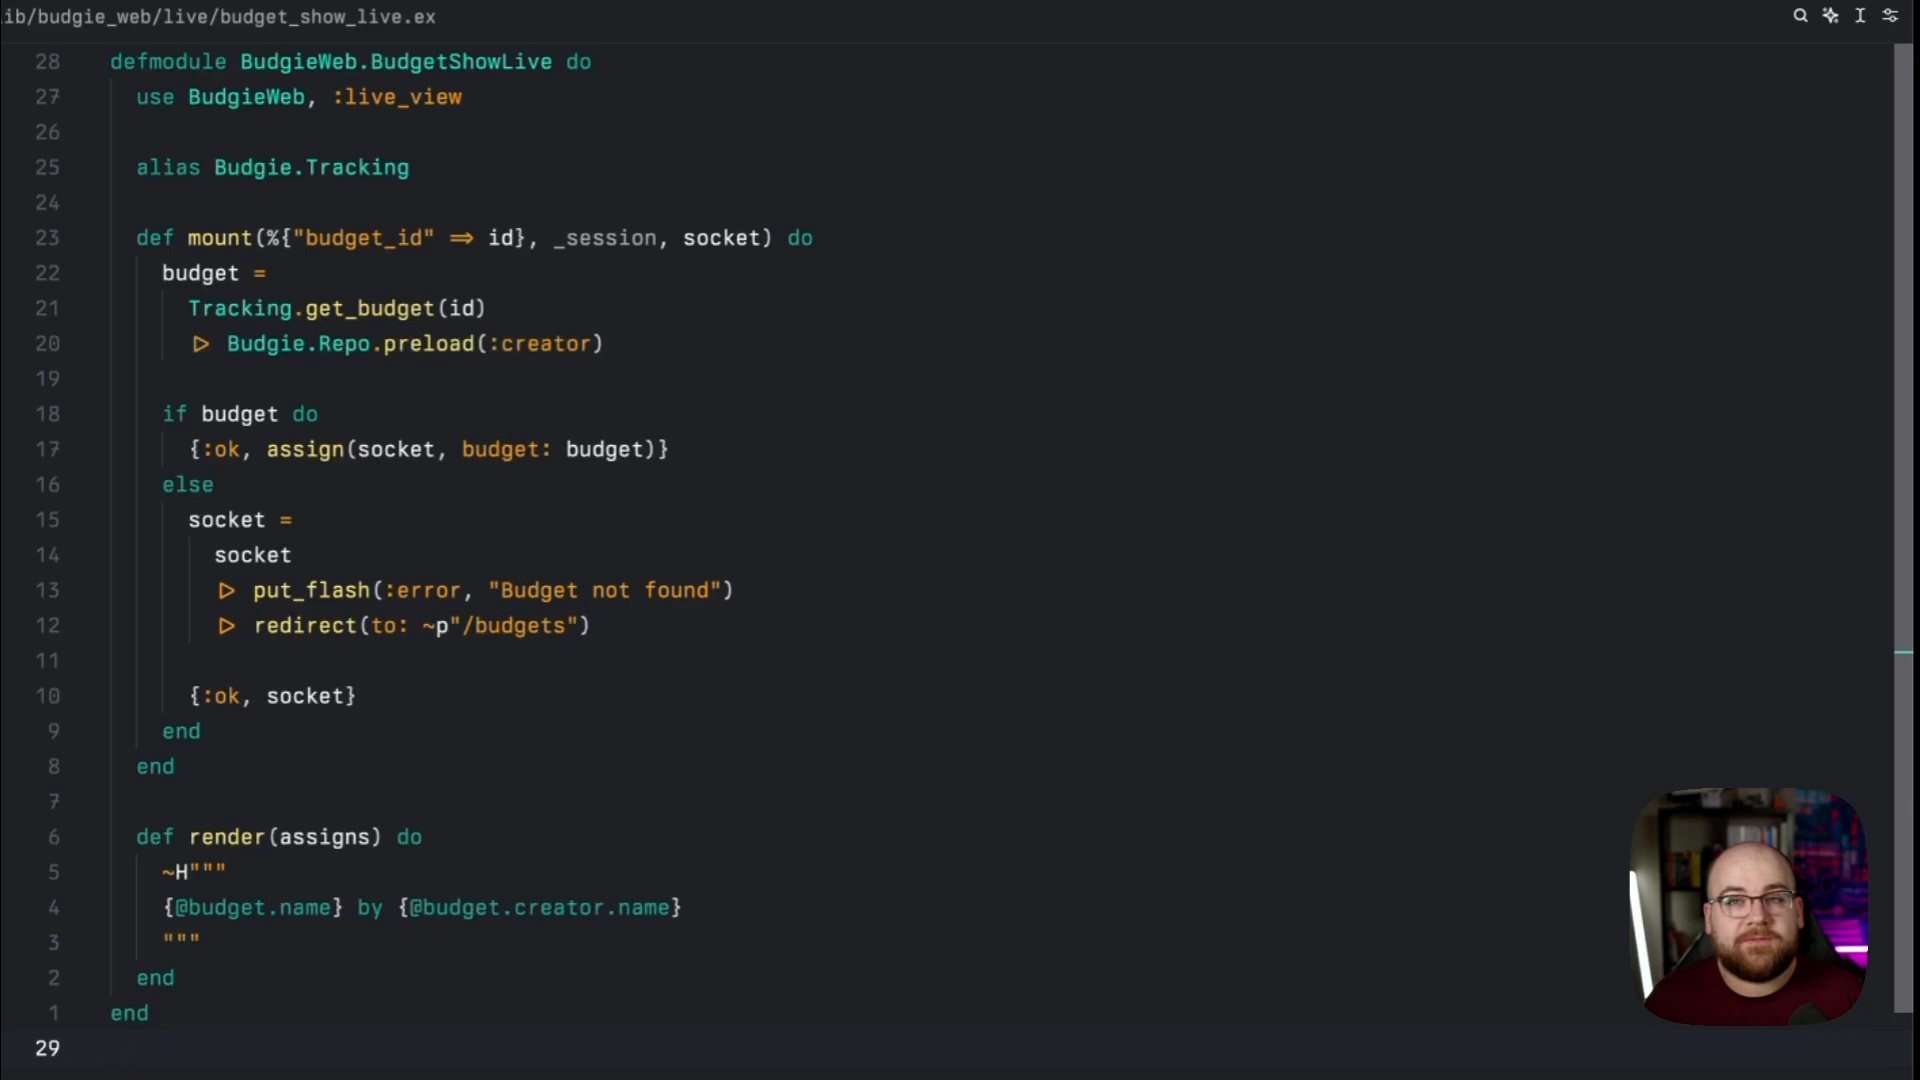 ib/budgie_web/live/budget_show_live.ex
28 defmodule BudgieWeb.BudgetShowLive do
27 use BudgieWeb, :live_view
26
25 alias Budgie.Tracking
24
23 def mount(%{"budget_id" => id}, _session, socket) do
22 budget =
21 Tracking.get_budget(id)
20 |> Budgie.Repo.preload(:creator)
19
18 if budget do
17 {:ok, assign(socket, budget: budget)}
16 else
15 socket =
14 socket
13 |> put_flash(:error, "Budget not found")
12 |> redirect(to: ~p"/budgets")
11
10 {:ok, socket}
9 end
8 end
7
6 def render(assigns) do
5 ~H"""
4 {@budget.name} by {@budget.creator.name}
3 """
2 end
1 end
29